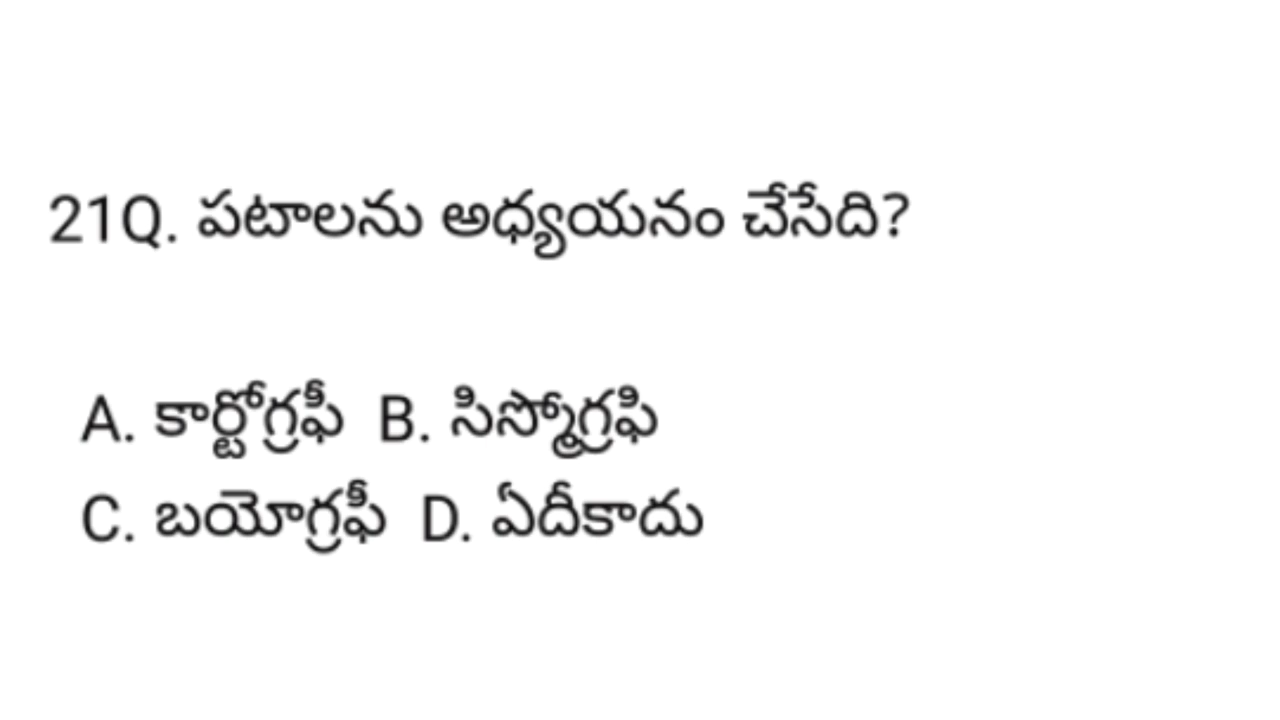 21Q. పటాలను అధ్యయనం చేసేది?
A. కార్టోగ్రఫీ B. సిస్మోగ్రఫి
C. బయోగ్రఫీ D. ఏదీకాదు